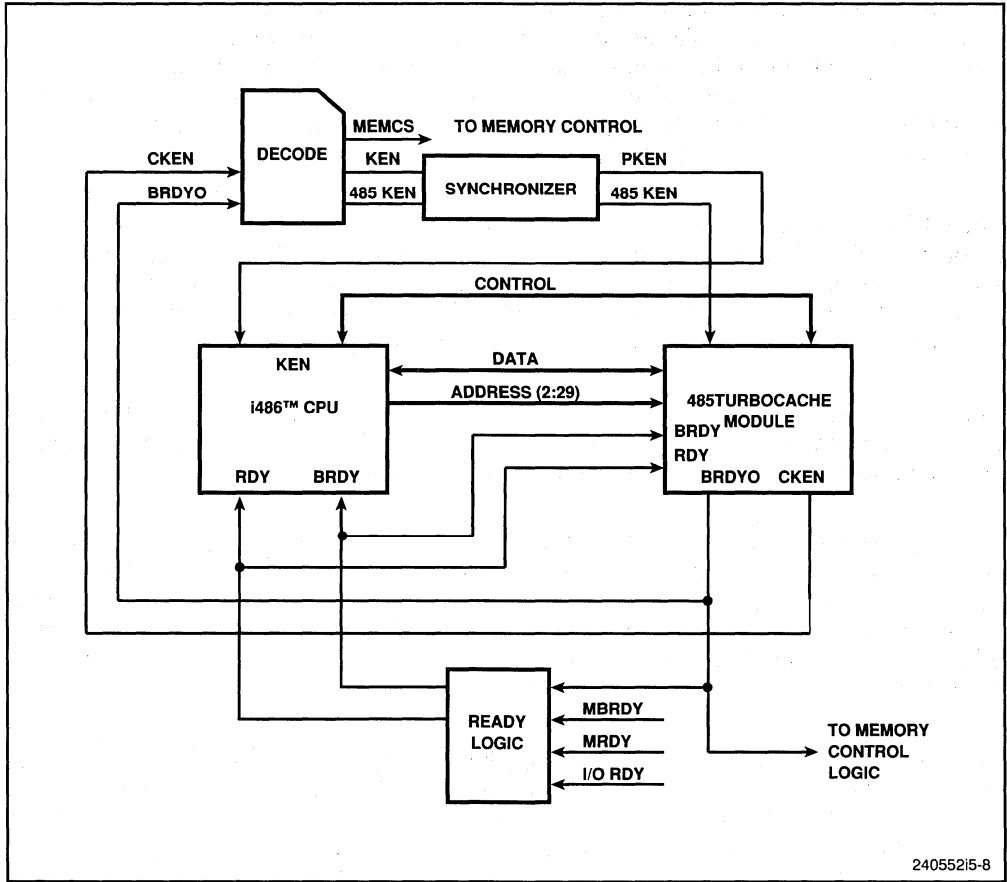 MEMCS
TO MEMORY CONTROL
DECODE
CKEN
KEN
PKEN
SYNCHRONIZER
BRDYO
485 KEN
485 KEN
CONTROL
KEN
DATA
i486™ CPU
ADDRESS (2:29)
485TURBOCACHE
MODULE
BRDY
RDY
RDY
BRDY
BRDYO
CKEN
READY
LOGIC
MBRDY
MRDY
I/O RDY
TO MEMORY
CONTROL
LOGIC
240552i5-8